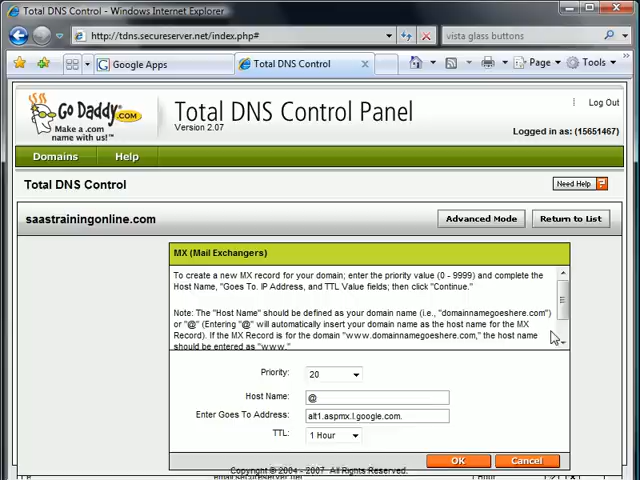 Total DNS Control - Windows Internet Explorer
http://tdns.secureserver.net/index.php#
vista glass buttons
Google Apps
Total DNS Control
Page
Tools
Go Daddy.COM
Make a .com
name with us!™
Total DNS Control Panel
Version 2.07
Log Out
Logged in as: (15651467)
Domains
Help
Total DNS Control
Need Help ?
saastrainingonline.com
Advanced Mode
Return to List
MX (Mail Exchangers)
To create a new MX record for your domain; enter the priority value (0 - 9999) and complete the
Host Name, "Goes To. IP Address, and TTL Value fields; then click "Continue."
Note: The "Host Name" should be defined as your domain name (i.e., "domainnamegoeshere.com")
or "@" (Entering "@" will automatically insert your domain name as the host name for the MX
Record). If the MX Record is for the domain "www.domainnamegoeshere.com," the host name
should be entered as "www."
Priority: 20
Host Name: @
Enter Goes To Address: alt1.aspmx.l.google.com.
TTL: 1 Hour
OK
Cancel
Copyright © 2004 - 2007 All Rights Reserved.